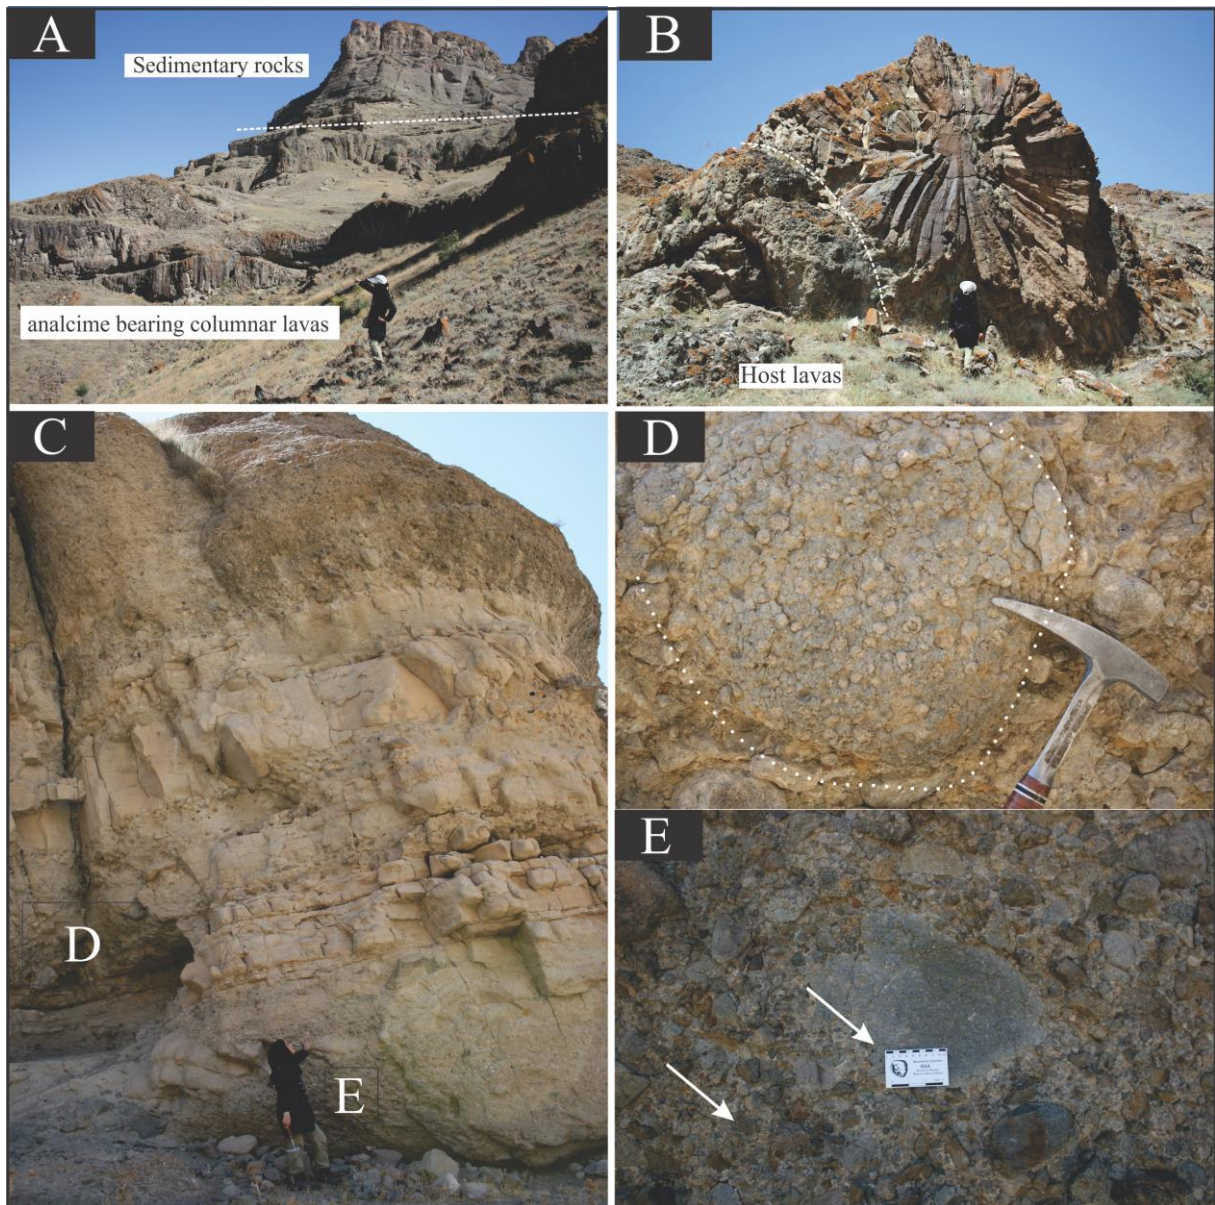 A
Sedimentary rocks
analcime bearing columnar lavas
B
Host lavas
C
D
E
D
E